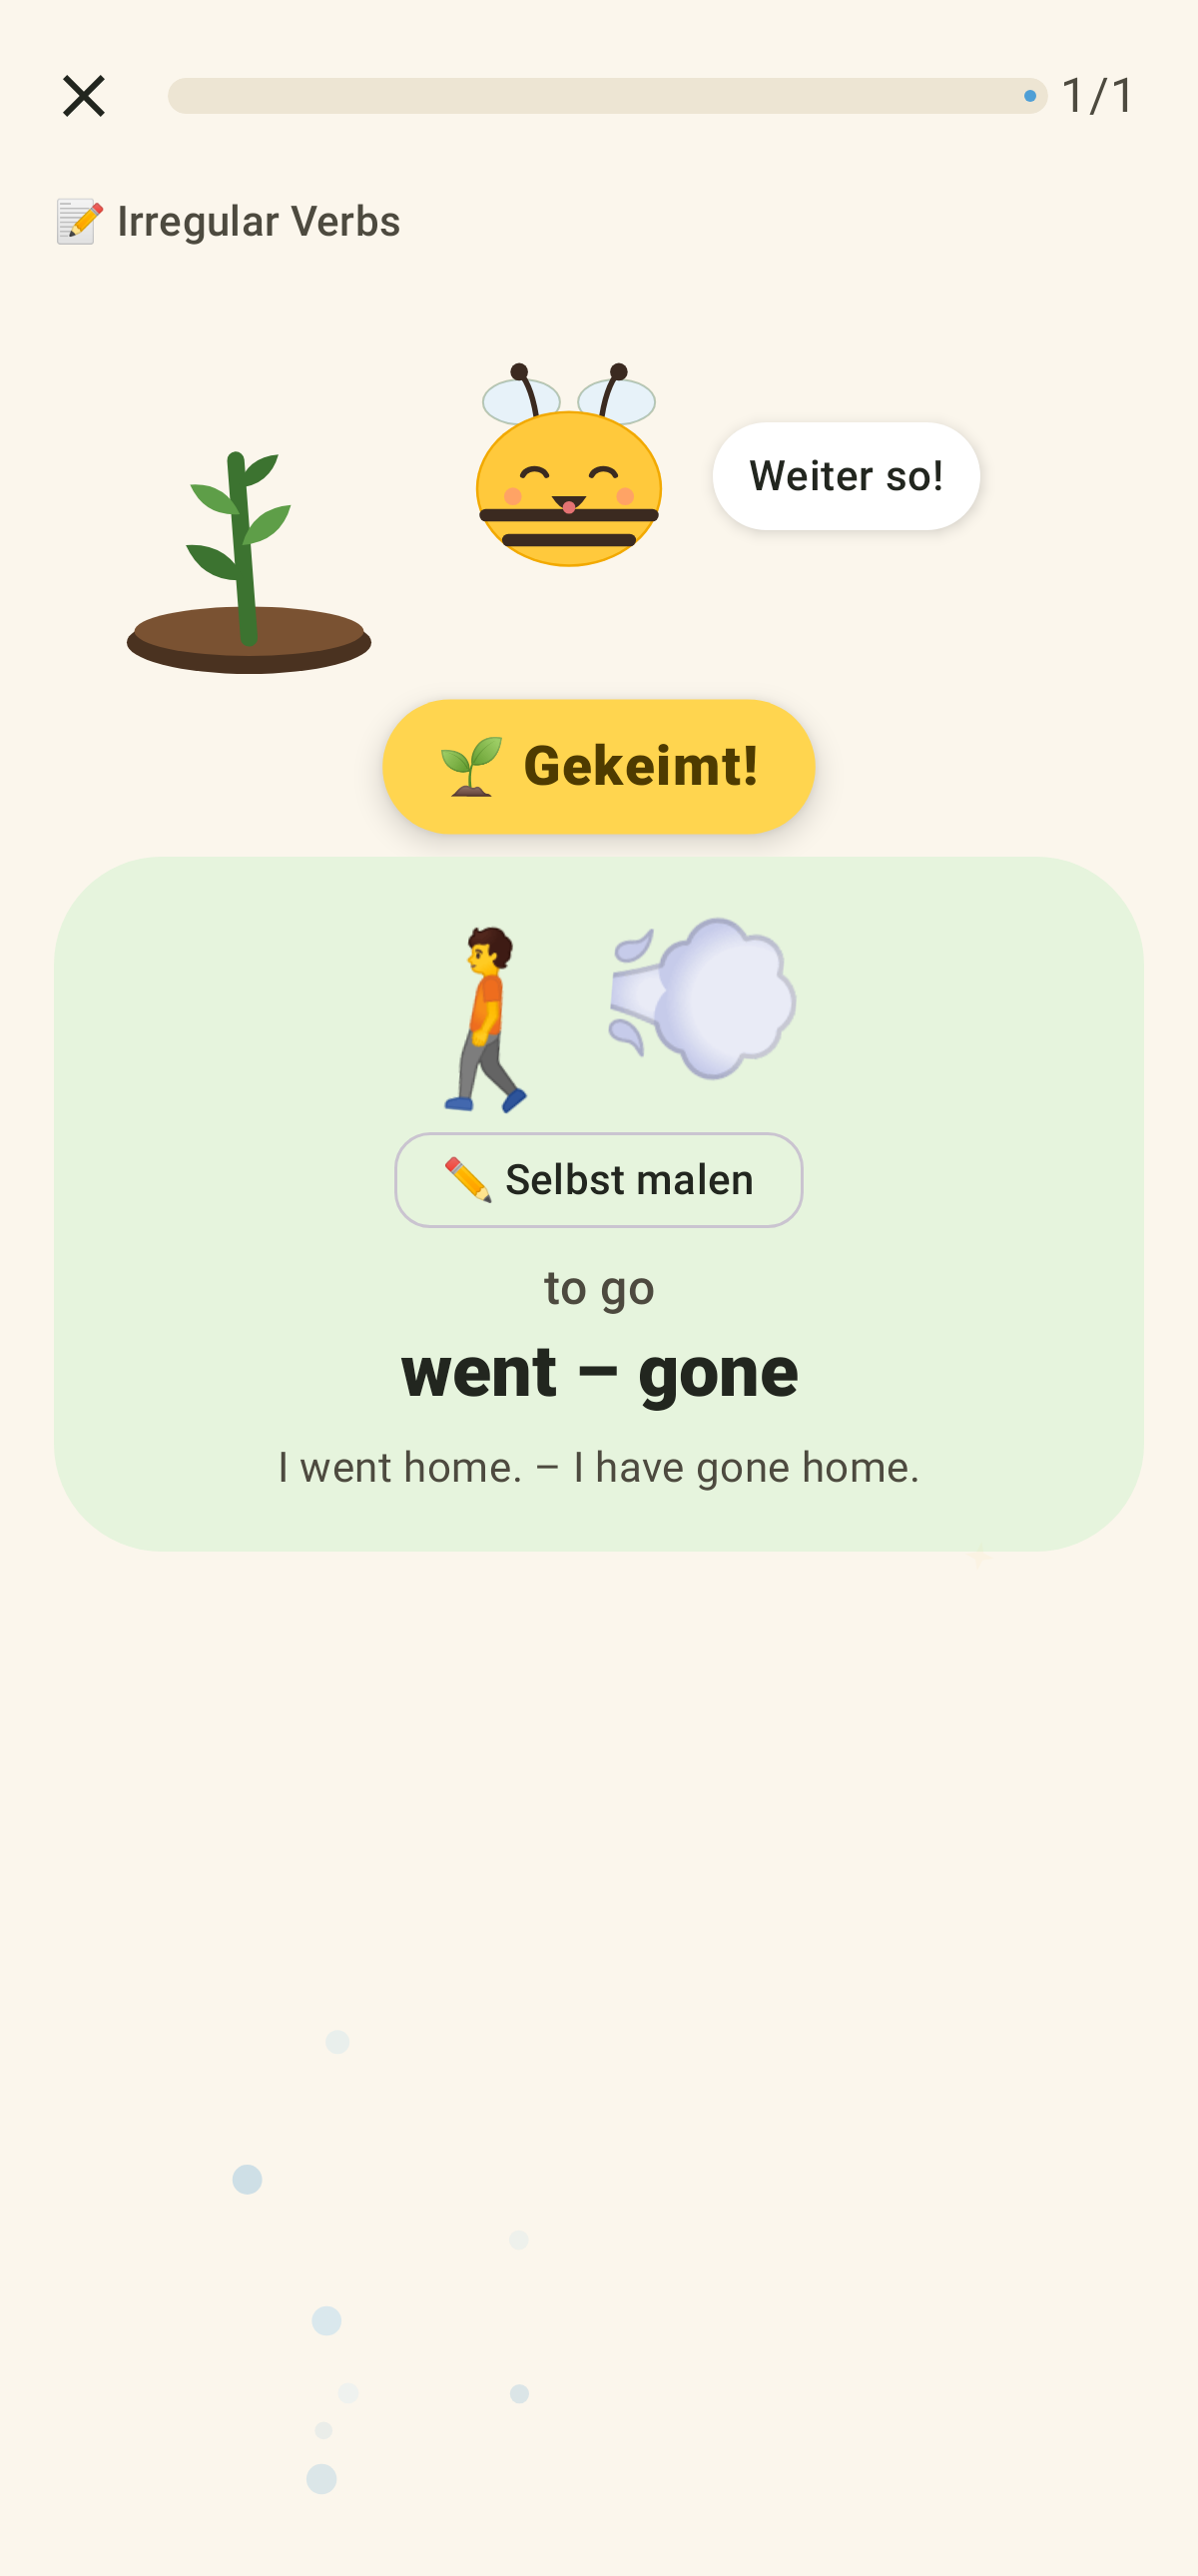 1/1
Irregular Verbs
Weiter so!
Gekeimt!
Selbst malen
to go
went – gone
I went home. – I have gone home.